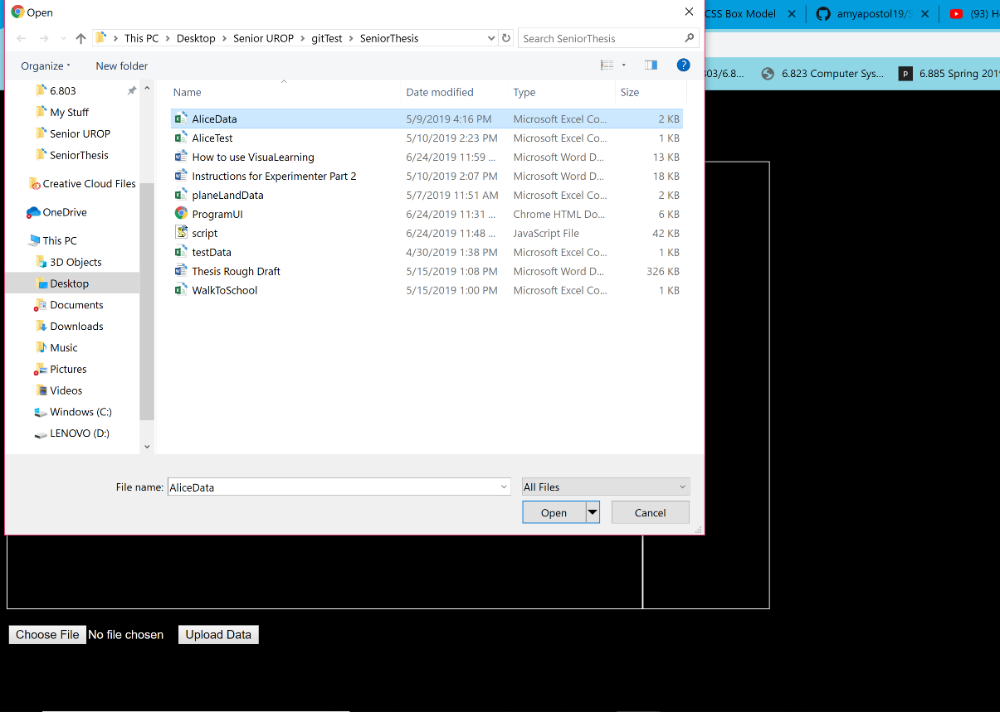 Open
CSS Box Model
amyapostol19/S
(93) H
This PC > Desktop > Senior UROP > gitTest > SeniorThesis
Search SeniorThesis
Organize
New folder
?
03/6.8...
6.823 Computer Sys...
p
6.885 Spring 2019
Name Date modified Type Size
6.803
My Stuff
Senior UROP
SeniorThesis
Creative Cloud Files
OneDrive
This PC
3D Objects
Desktop
Documents
Downloads
Music
Pictures
Videos
Windows (C:)
LENOVO (D:)
AliceData 5/9/2019 4:16 PM Microsoft Excel Co... 2 KB
AliceTest 5/10/2019 2:23 PM Microsoft Excel Co... 1 KB
How to use VisuaLearning 6/24/2019 11:59 ... Microsoft Word D... 13 KB
Instructions for Experimenter Part 2 5/10/2019 2:07 PM Microsoft Word D... 18 KB
planeLandData 5/7/2019 11:51 AM Microsoft Excel Co... 2 KB
ProgramUI 6/24/2019 11:31 ... Chrome HTML Do... 6 KB
script 6/24/2019 11:48 ... JavaScript File 42 KB
testData 4/30/2019 1:38 PM Microsoft Excel Co... 1 KB
Thesis Rough Draft 5/15/2019 1:08 PM Microsoft Word D... 326 KB
WalkToSchool 5/15/2019 1:00 PM Microsoft Excel Co... 1 KB
File name: AliceData
All Files
Open
Cancel
Choose File No file chosen
Upload Data